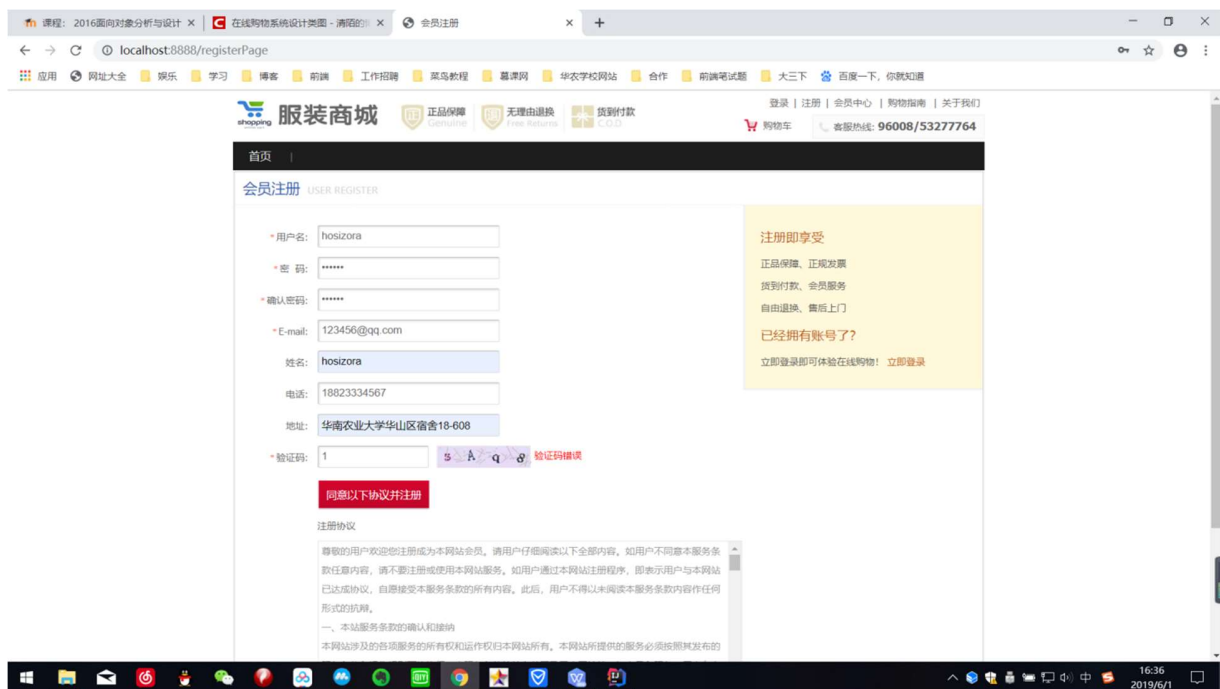 课程: 2016面向对象分析与设计
在线购物系统设计类图 - 清陌的
会员注册
localhost:8888/registerPage
应用 网址大全 娱乐 学习 博客 前端 工作招聘 菜鸟教程 慕课网 华农学校网站 合作 前端笔试题 大三下 百度一下，你就知道
shopping 服装商城
正品保障 Genuine
无理由退换 Free Returns
货到付款 C.O.D
登录 | 注册 | 会员中心 | 购物指南 | 关于我们
购物车 客服热线: 96008/53277764
首页 |
会员注册 USER REGISTER
*用户名: hosizora
*密 码: ••••••
*确认密码: ••••••
*E-mail: 123456@qq.com
姓名: hosizora
电话: 18823334567
地址: 华南农业大学华山区宿舍18-608
*验证码: 1 5 A q 8 验证码错误
同意以下协议并注册
注册协议
尊敬的用户欢迎您注册成为本网站会员。请用户仔细阅读以下全部内容。如用户不同意本服务条
款任意内容，请不要注册或使用本网站服务。如用户通过本网站注册程序，即表示用户与本网站
已达成协议，自愿接受本服务条款的所有内容。此后，用户不得以未阅读本服务条款内容作任何
形式的抗辩。
一、本站服务条款的确认和接纳
本网站涉及的各项服务的所有权和运作权归本网站所有。本网站所提供的服务必须按照其发布的
注册即享受
正品保障、正规发票
货到付款、会员服务
自由退换、售后上门
已经拥有账号了？
立即登录即可体验在线购物！ 立即登录
QIY
中
16:36
2019/6/1